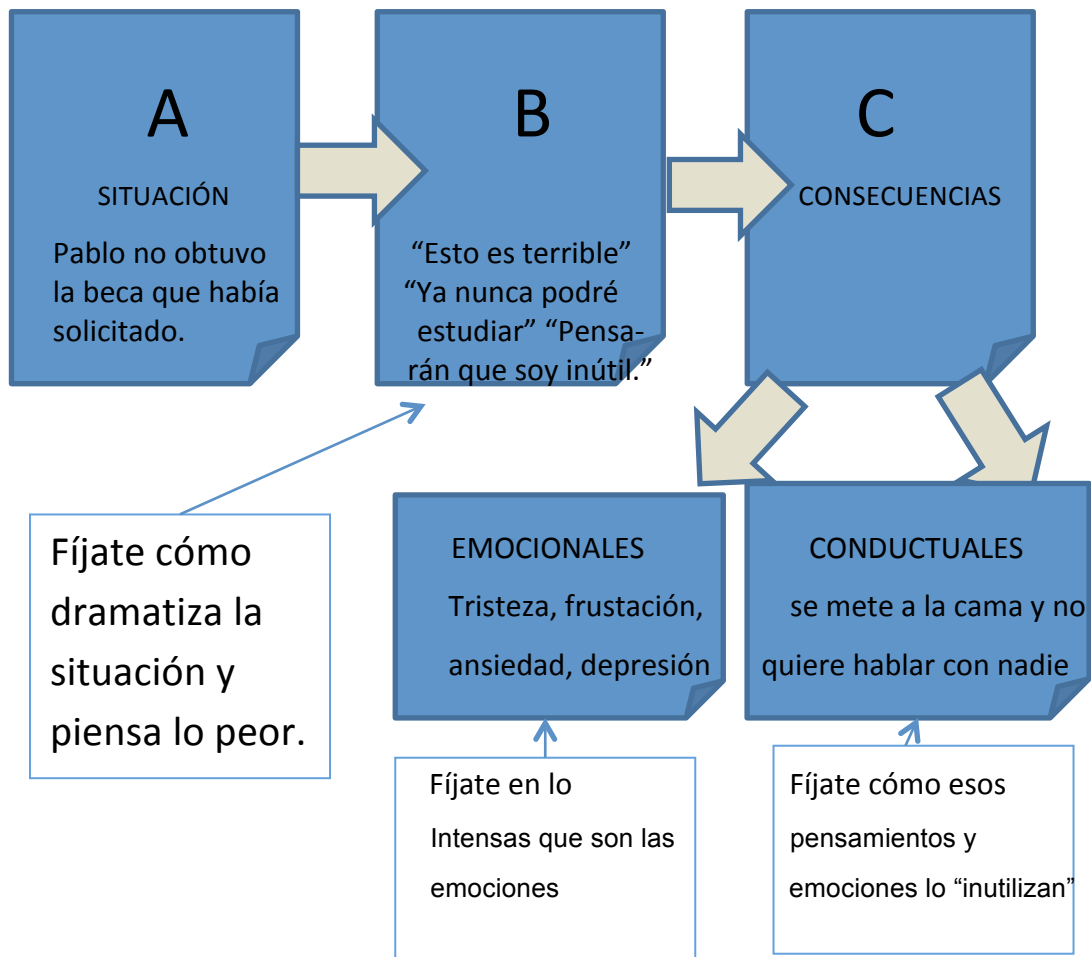 A
SITUACIÓN
Pablo no obtuvo
la beca que había
solicitado.
B
“Esto es terrible”
“Ya nunca podré
estudiar” “Pensa-
rán que soy inútil.”
C
CONSECUENCIAS
Fíjate cómo
dramatiza la
situación y
piensa lo peor.
EMOCIONALES
Tristeza, frustación,
ansiedad, depresión
CONDUCTUALES
se mete a la cama y no
quiere hablar con nadie
Fíjate en lo
Intensas que son las
emociones
Fíjate cómo esos
pensamientos y
emociones lo “inutilizan”